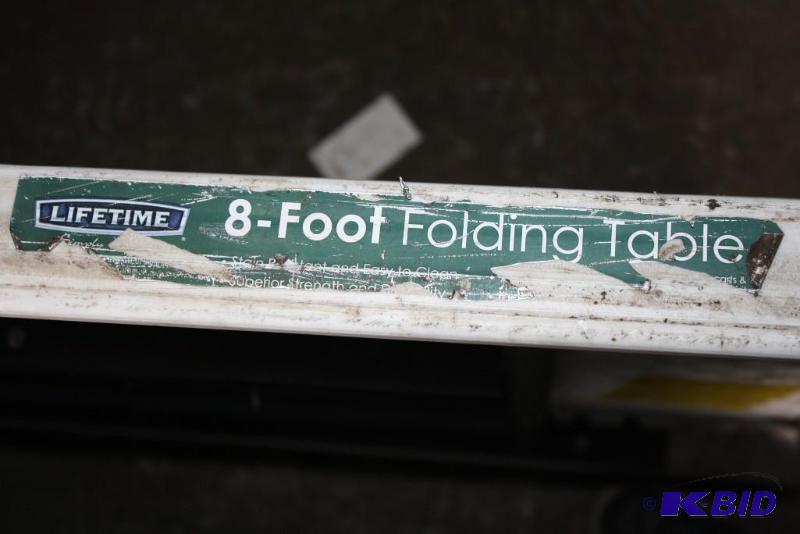 LIFETIME
8-Foot Folding Table
and Easy to Clean
Superior Strength and
© K-BID